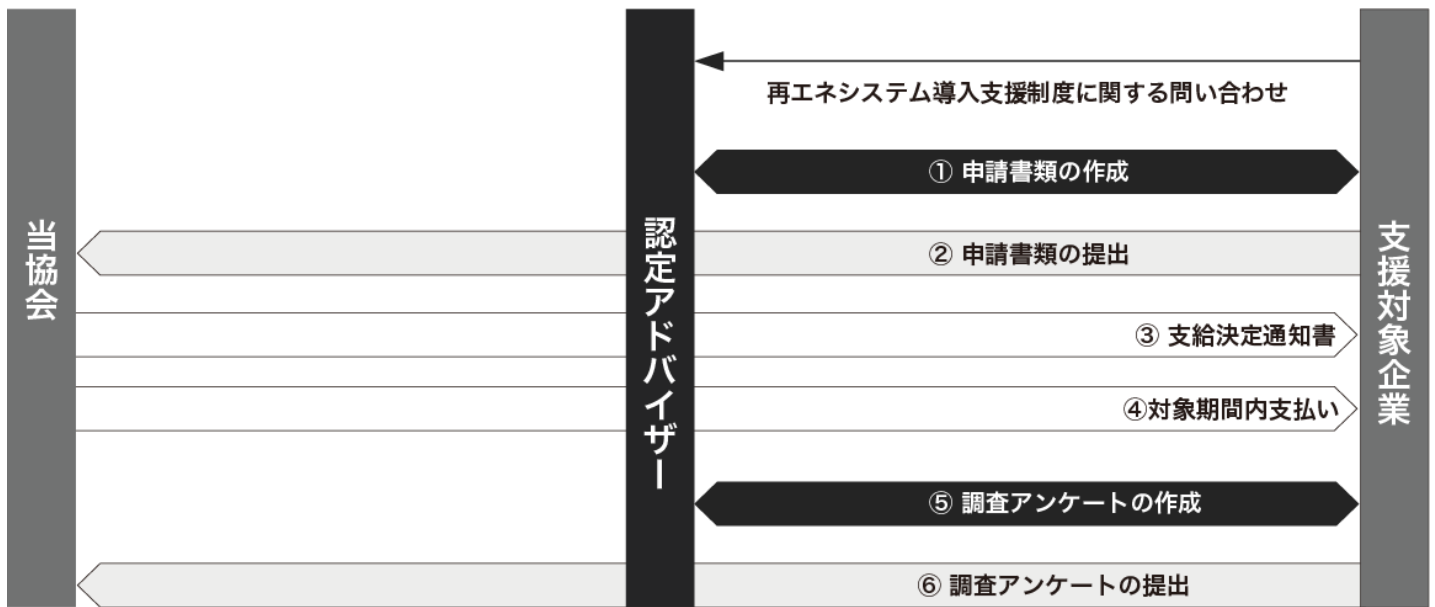 当協会
認定アドバイザー
支援対象企業
再エネシステム導入支援制度に関する問い合わせ
① 申請書類の作成
② 申請書類の提出
③ 支給決定通知書
④対象期間内支払い
⑤ 調査アンケートの作成
⑥ 調査アンケートの提出